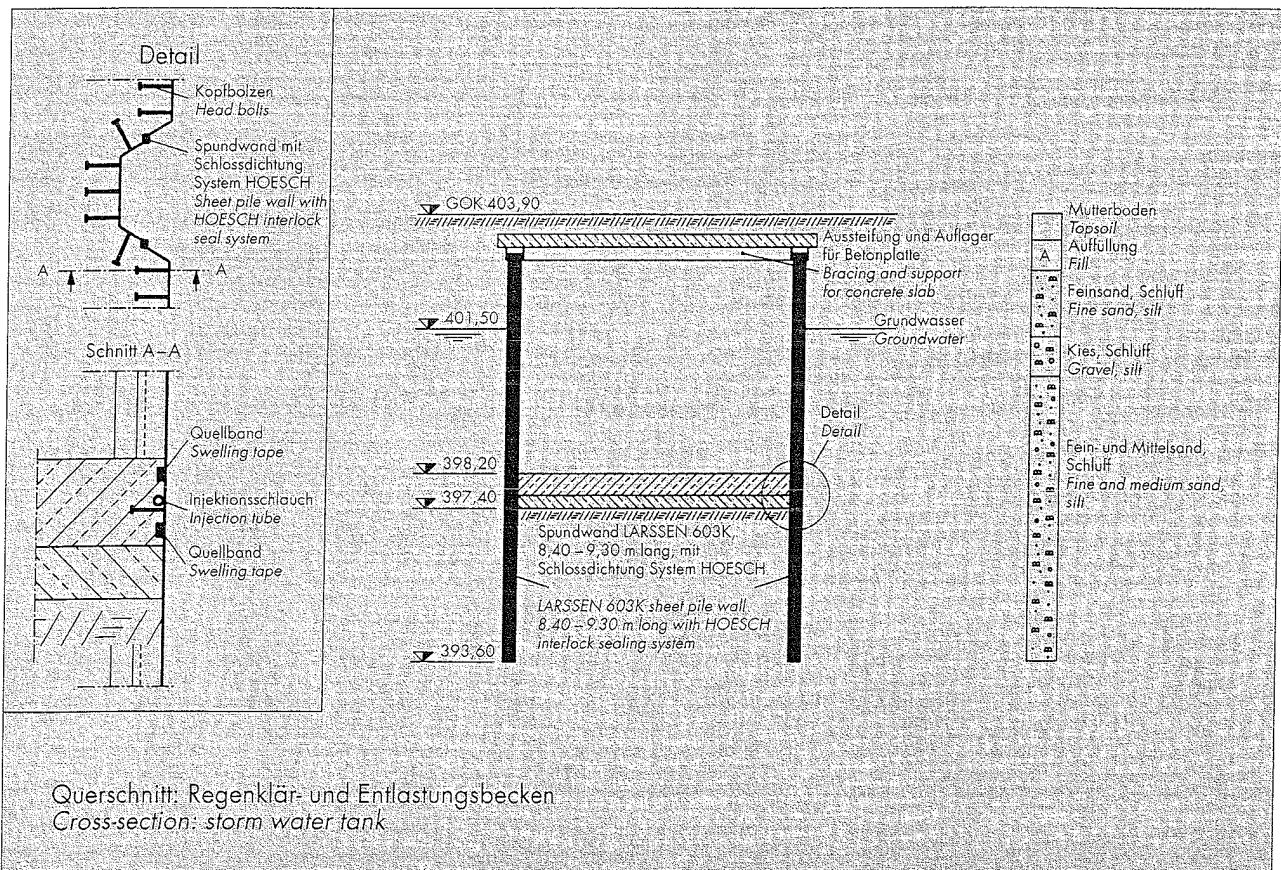 Detail
Kopfbolzen
Head bolts
Spundwand mit
Schlossdichtung
System HOESCH
Sheet pile wall with
HOESCH interlock
seal system
A
A
Schnitt A–A
Quellband
Swelling tape
Injektionsschlauch
Injection tube
Quellband
Swelling tape
GOK 403,90
Aussteifung und Auflager
für Betonplatte
Bracing and support
for concrete slab
401,50
Grundwasser
Groundwater
Detail
Detail
398,20
397,40
Spundwand LARSSEN 603K,
8,40 – 9,30 m lang, mit
Schlossdichtung System HOESCH
LARSSEN 603K sheet pile wall
8.40 – 9.30 m long with HOESCH
interlock sealing system
393,60
Mutterboden
Topsoil
A
Auffüllung
Fill
Feinsand, Schluff
Fine sand, silt
Kies, Schluff
Gravel, silt
Fein- und Mittelsand,
Schluff
Fine and medium sand,
silt
Querschnitt: Regenklär- und Entlastungsbecken
Cross-section: storm water tank